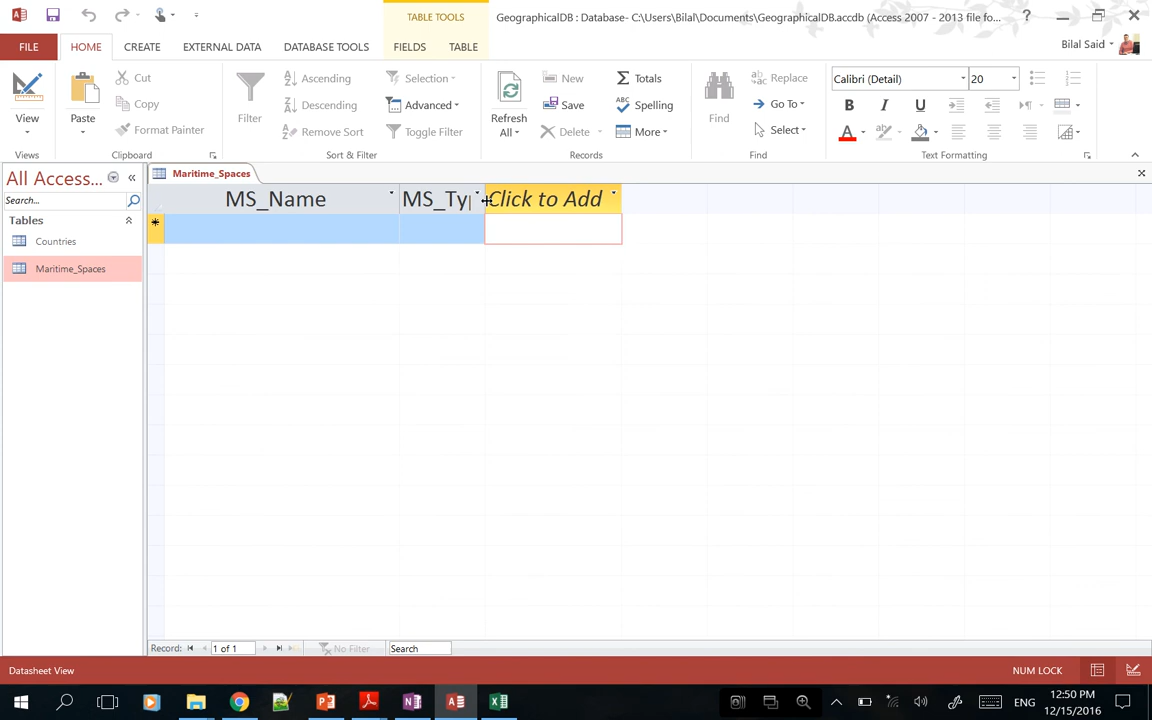 TABLE TOOLS
GeographicalDB : Database- C:\Users\Bilal\Documents\GeographicalDB.accdb (Access 2007 - 2013 file fo...
FILE HOME CREATE EXTERNAL DATA DATABASE TOOLS FIELDS TABLE
Bilal Said
View
Views
Paste
Cut
Copy
Format Painter
Clipboard
Filter
Ascending
Descending
Remove Sort
Selection
Advanced
Toggle Filter
Sort & Filter
Refresh
All
New
Save
Delete
Totals
Spelling
More
Records
Find
Replace
Go To
Select
Find
Calibri (Detail) 20
B I U
A
Text Formatting
All Access...
Search...
Tables
Countries
Maritime_Spaces
Maritime_Spaces
MS_Name MS_Ty Click to Add
Record: 1 of 1 No Filter Search
Datasheet View
NUM LOCK
ENG
12:50 PM
12/15/2016